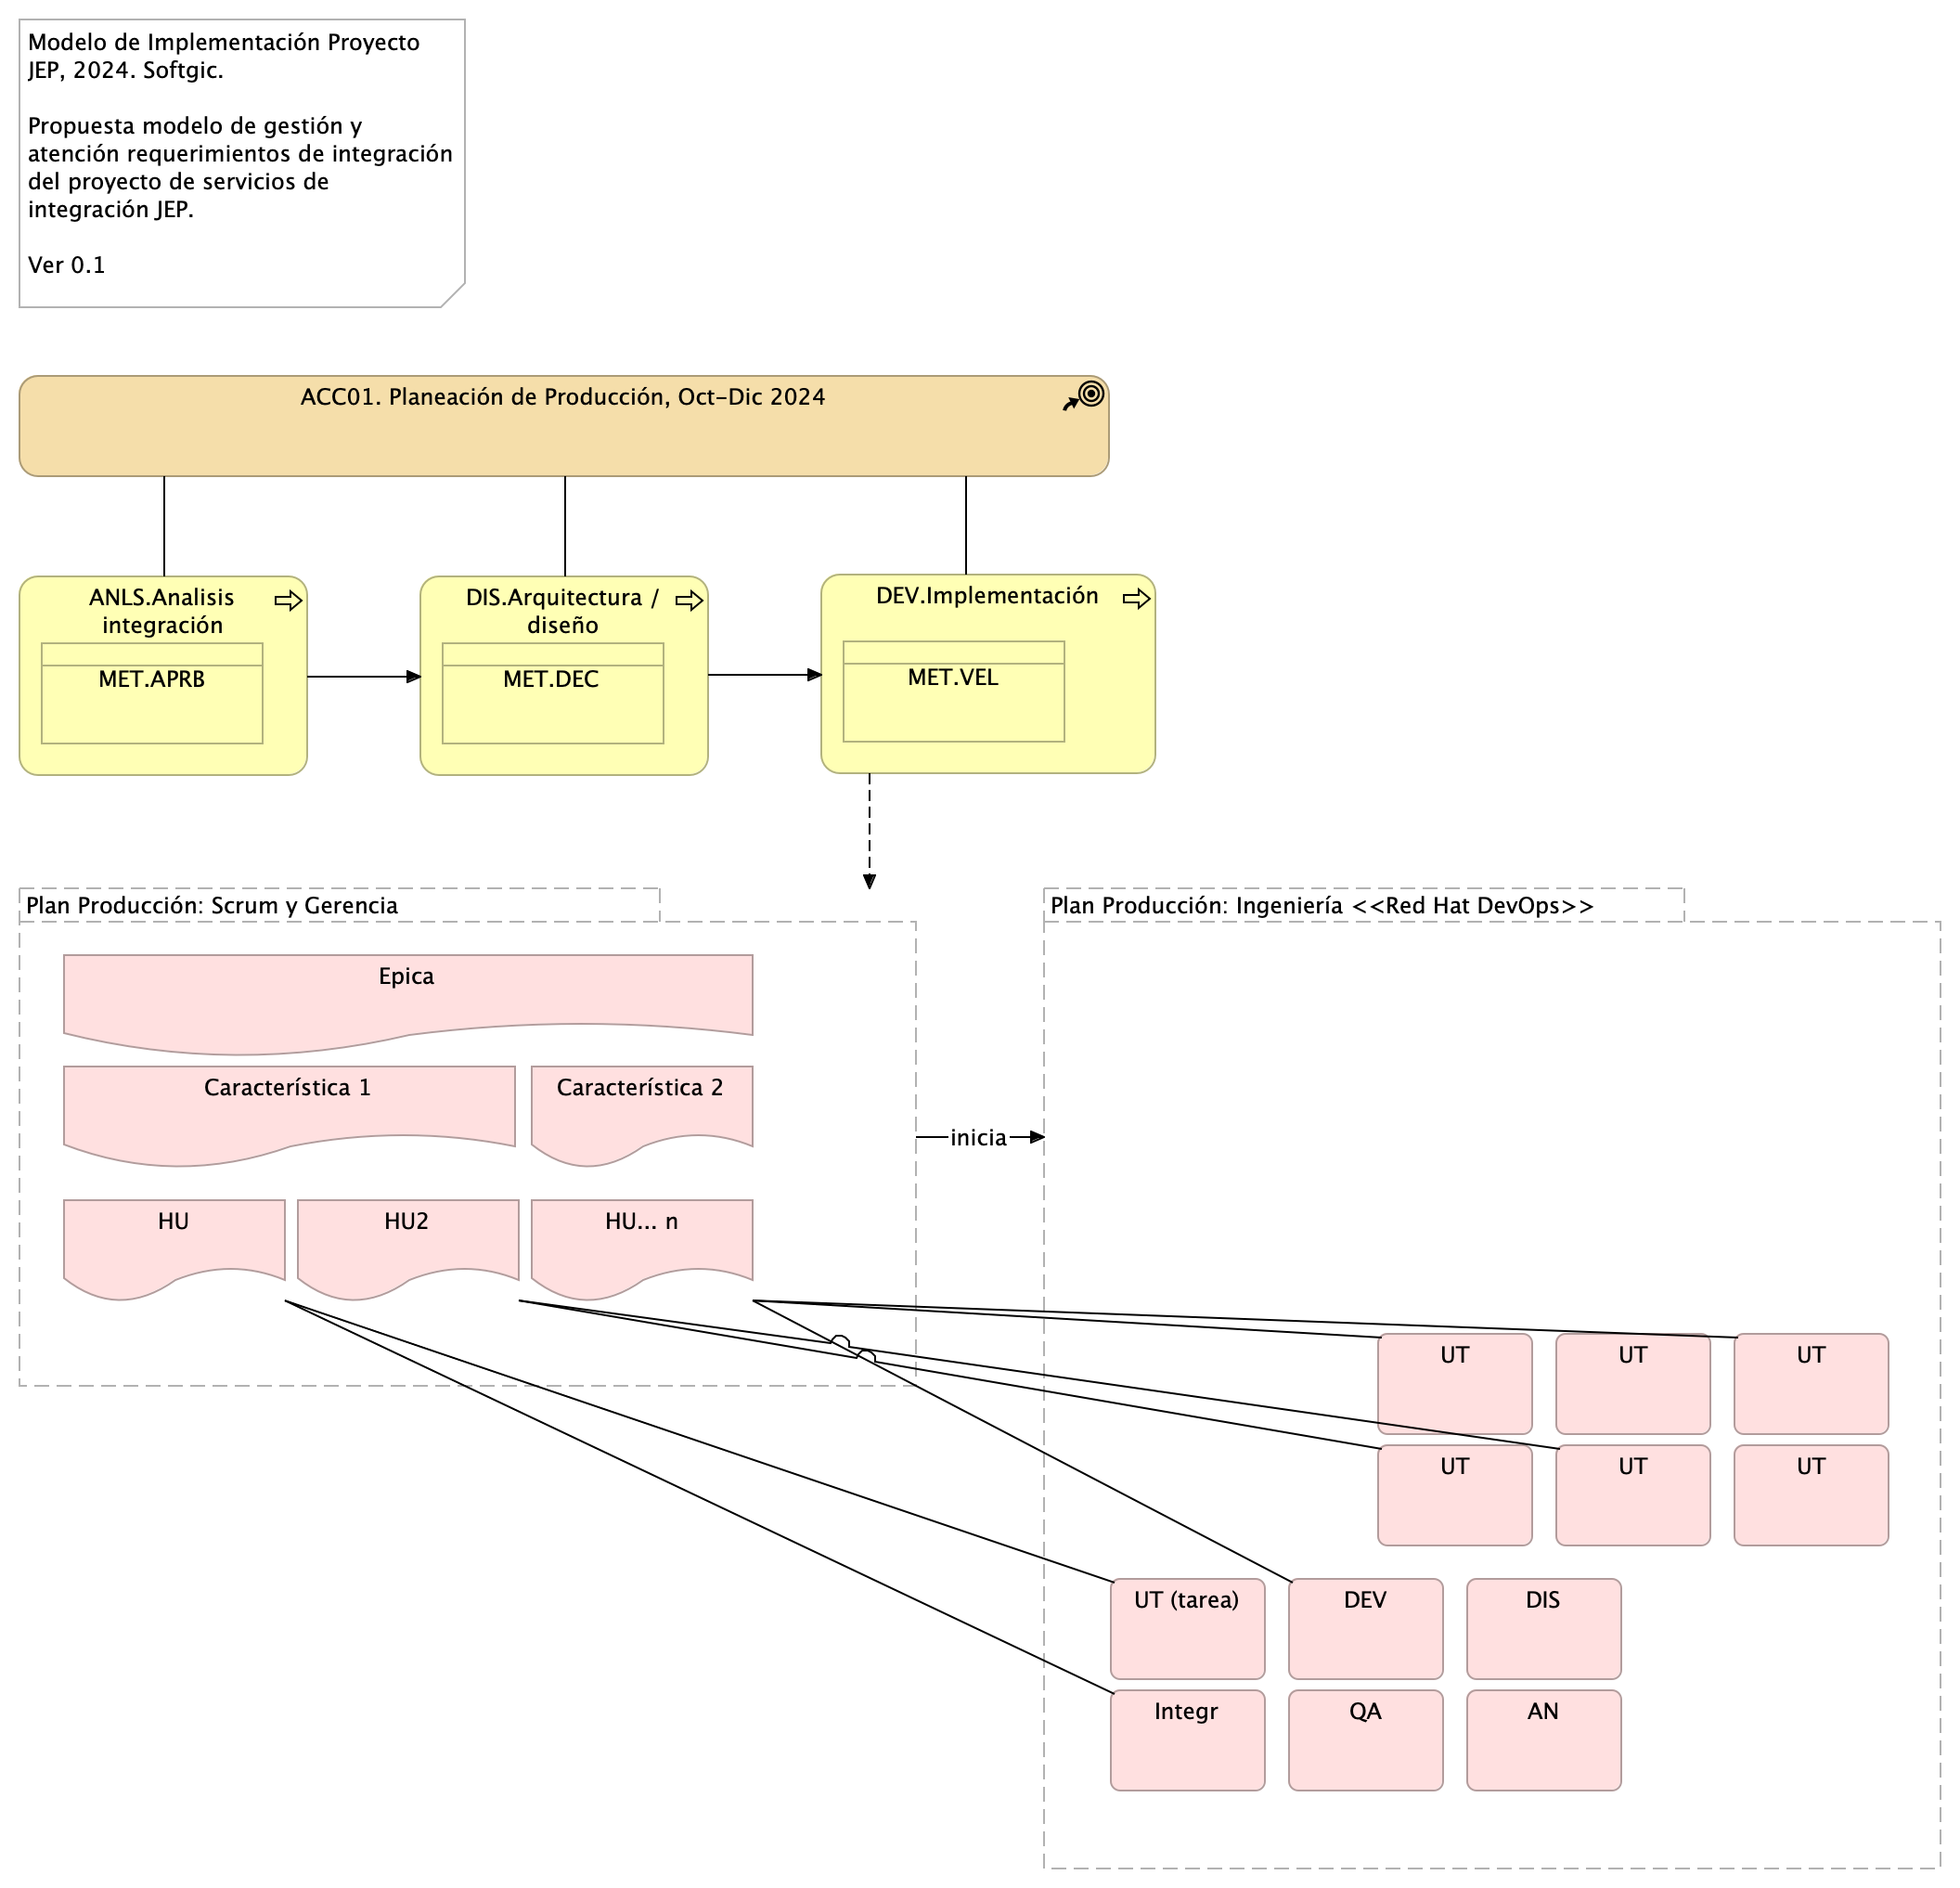 Modelo de Implementación Proyecto
JEP, 2024. Softgic.
Propuesta modelo de gestión y
atención requerimientos de integración
del proyecto de servicios de
integración JEP.
Ver 0.1
ACC01. Planeación de Producción, Oct-Dic 2024
ANLS.Analisis
integración
MET.APRB
DIS.Arquitectura /
diseño
MET.DEC
DEV.Implementación
MET.VEL
Plan Producción: Scrum y Gerencia
Epica
Característica 1
Característica 2
HU
HU2
HU... n
inicia
Plan Producción: Ingeniería <<Red Hat DevOps>>
UT
UT
UT
UT
UT
UT
UT (tarea)
DEV
DIS
Integr
QA
AN